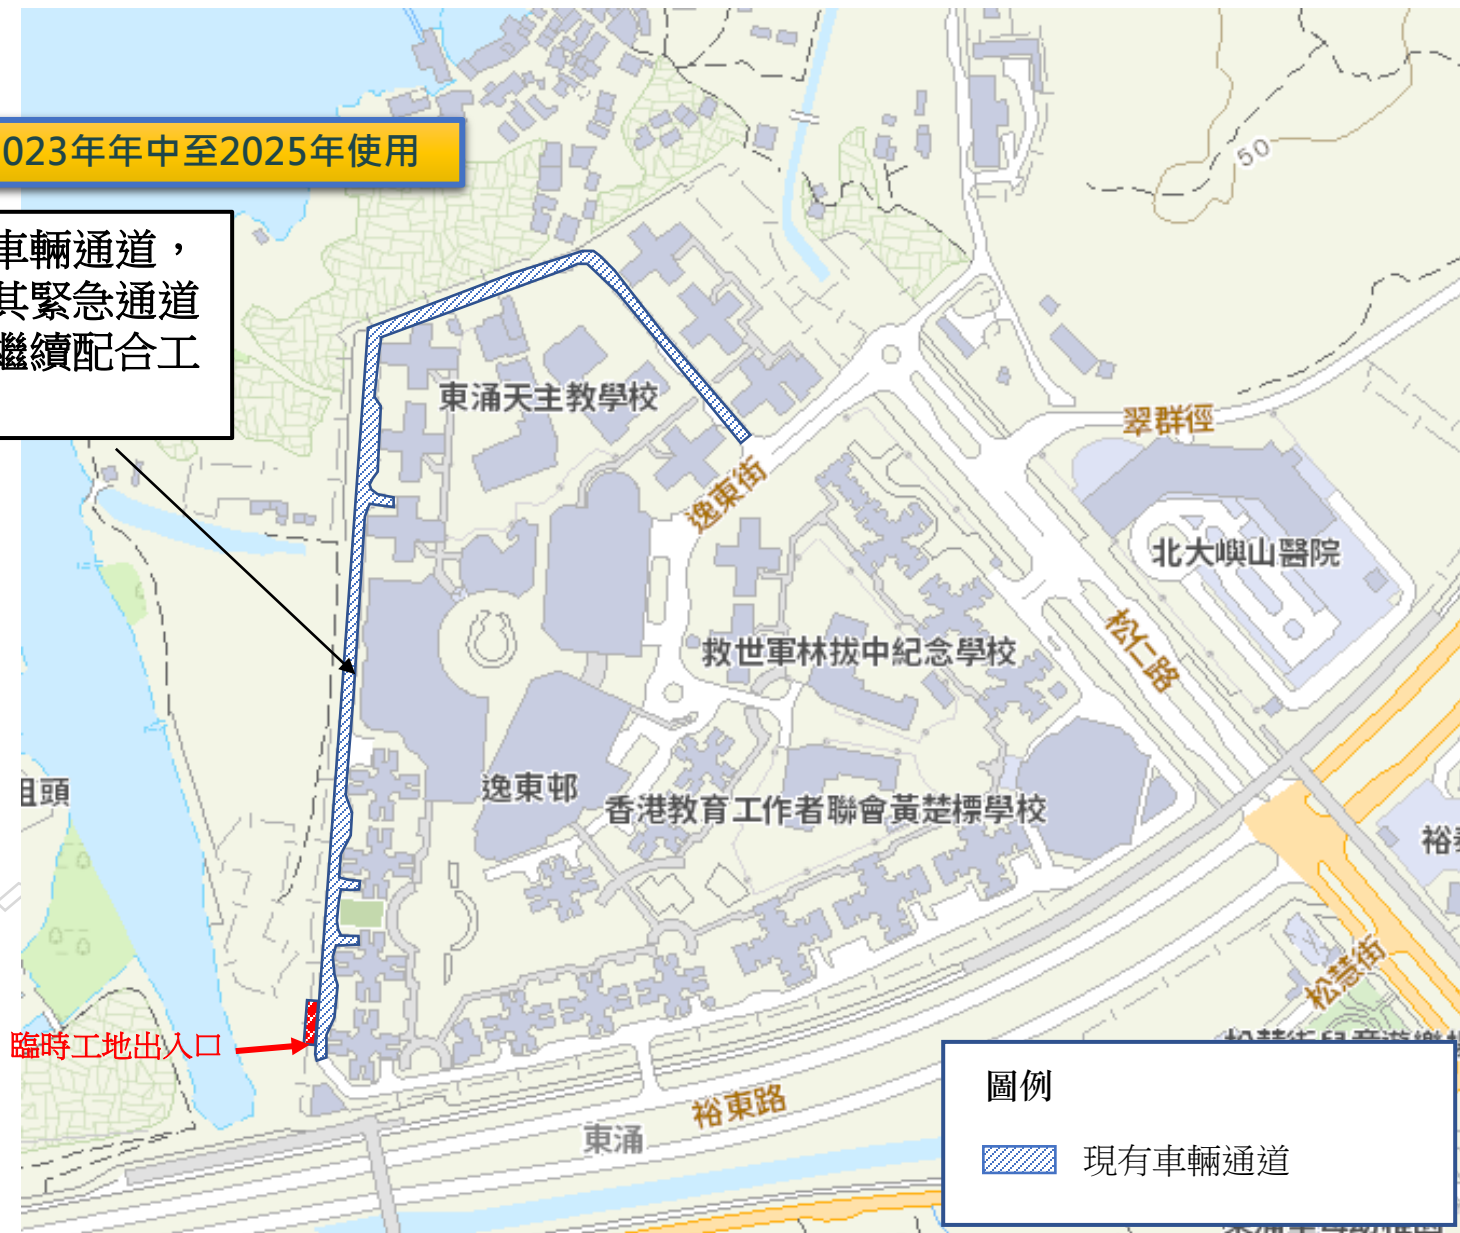 023年年中至2025年使用
車輛通道，
其緊急通道
繼續配合工
50
東涌天主教學校
翠群徑
逸東街
北大嶼山醫院
松仁路
救世軍林拔中紀念學校
逸東邨
香港教育工作者聯會黃楚標學校
祖頭
裕
松慧街
臨時工地出入口
裕東路
東涌
圖例
現有車輛通道